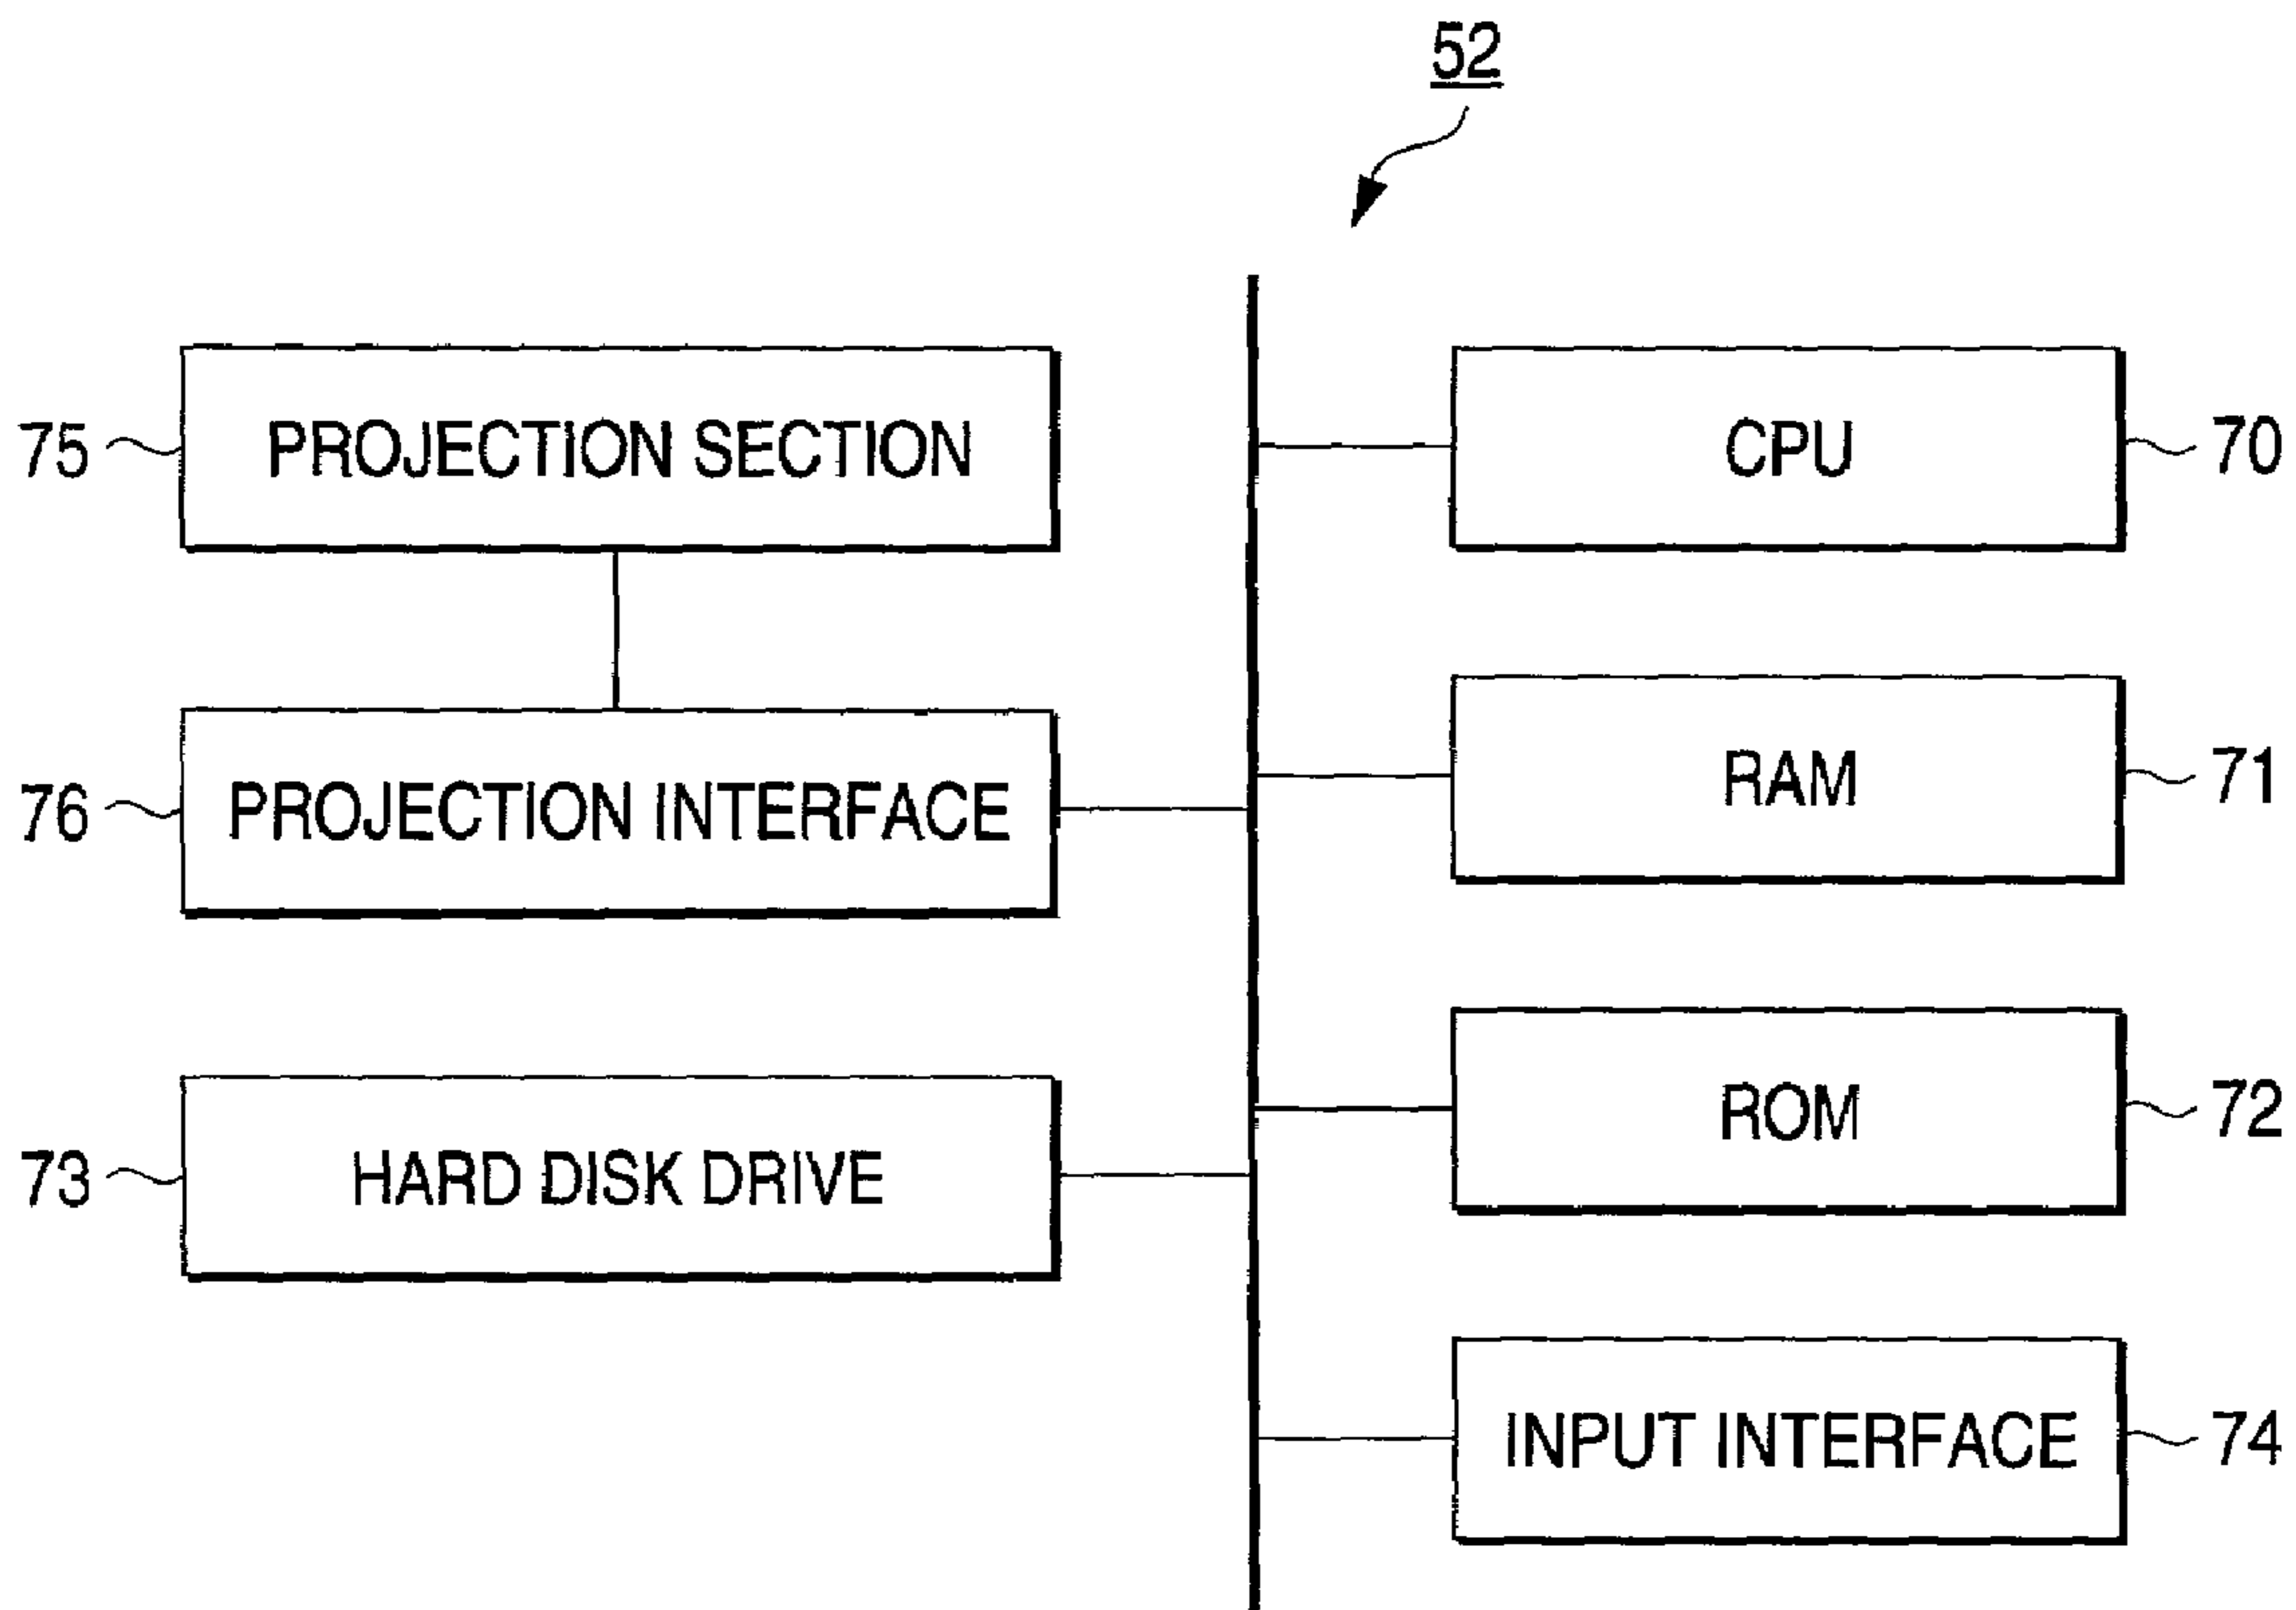 52
75 PROJECTION SECTION
CPU 70
76 PROJECTION INTERFACE
RAM 71
73 HARD DISK DRIVE
ROM 72
INPUT INTERFACE 74